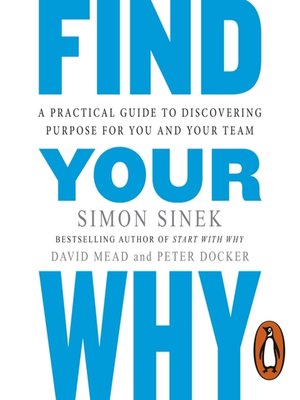 FIND
A PRACTICAL GUIDE TO DISCOVERING
PURPOSE FOR YOU AND YOUR TEAM
YOUR
SIMON SINEK
BESTSELLING AUTHOR OF START WITH WHY
DAVID MEAD and PETER DOCKER
WHY